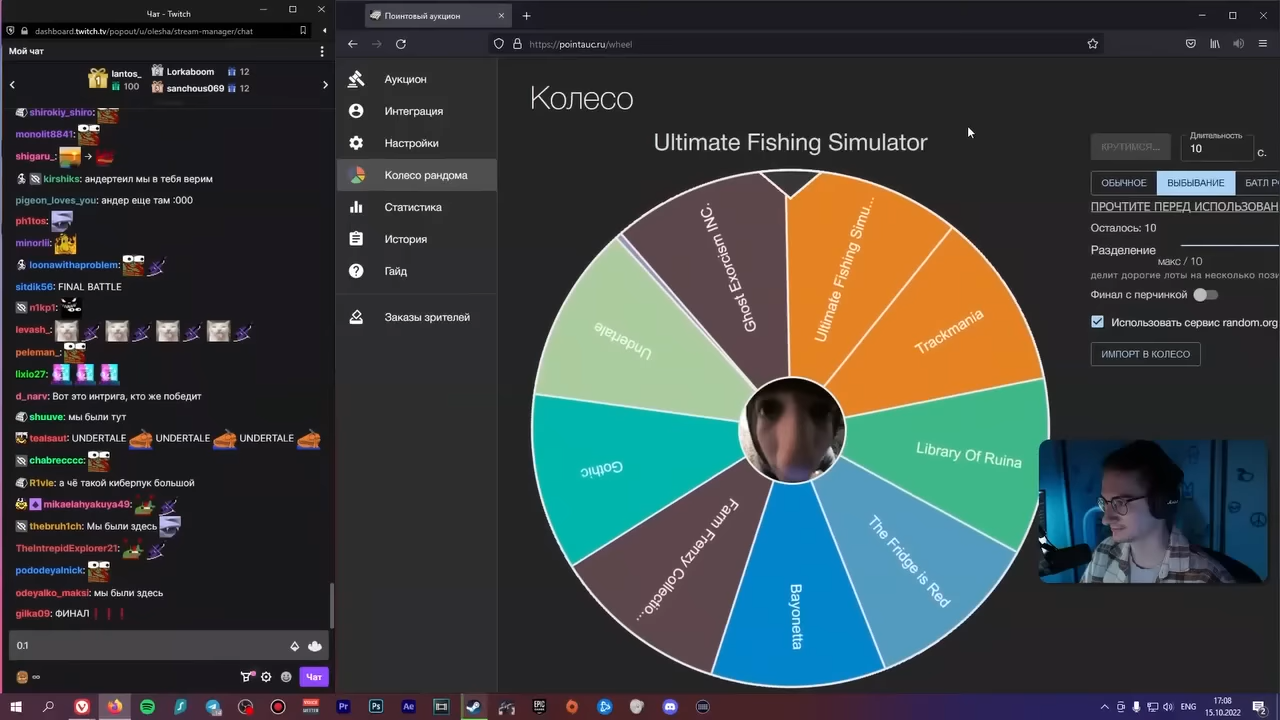 Чат - Twitch
dashboard.twitch.tv/popout/u/olesha/stream-manager/chat
Мой чат
lantos_
100
Lorkaboom
12
sanchous069
12
shirokiy_shiro:
monolit8841:
shigaru_:
kirshiks: андертеил мы в тебя верим
pigeon_loves_you: андер еще там :000
ph1tos:
minoriii:
loonawithaproblem:
sitdik56: FINAL BATTLE
n1kp1:
levash_:
peleman_:
lixio27:
d_narv: Вот это интрига, кто же победит
shuuve: мы были тут
teaisaut: UNDERTALE UNDERTALE UNDERTALE
chabrecccc:
R1vie: а чё такой киберпук большой
mikaelahyakuya49:
thebruh1ch: Мы были здесь
TheIntrepidExplorer21:
pododeyalnick:
odeyalko_maksi: мы были здесь
gilka09: ФИНАЛ
0.1
Чат
Поинтовый аукцион
https://pointauc.ru/wheel
Аукцион
Интеграция
Настройки
Колесо рандома
Статистика
История
Гайд
Заказы зрителей
Колесо
Ultimate Fishing Simulator
Ghost Exorcism INC.
Ultimate Fishing Simu...
Trackmania
Library Of Ruina
The Fridge is Red
Bayonetta
Farm Frenzy Collectio...
Gothic
Undertale
КРУТИМСЯ...
Длительность
10
с.
ОБЫЧНОЕ
ВЫБЫВАНИЕ
БАТЛ Р
ПРОЧТИТЕ ПЕРЕД ИСПОЛЬЗОВАН
Осталось: 10
Разделение
макс / 10
делит дорогие лоты на несколько пози
Финал с перчинкой
Использовать сервис random.o
ИМПОРТ В КОЛЕСО
ENG
17:08
15.10.2022